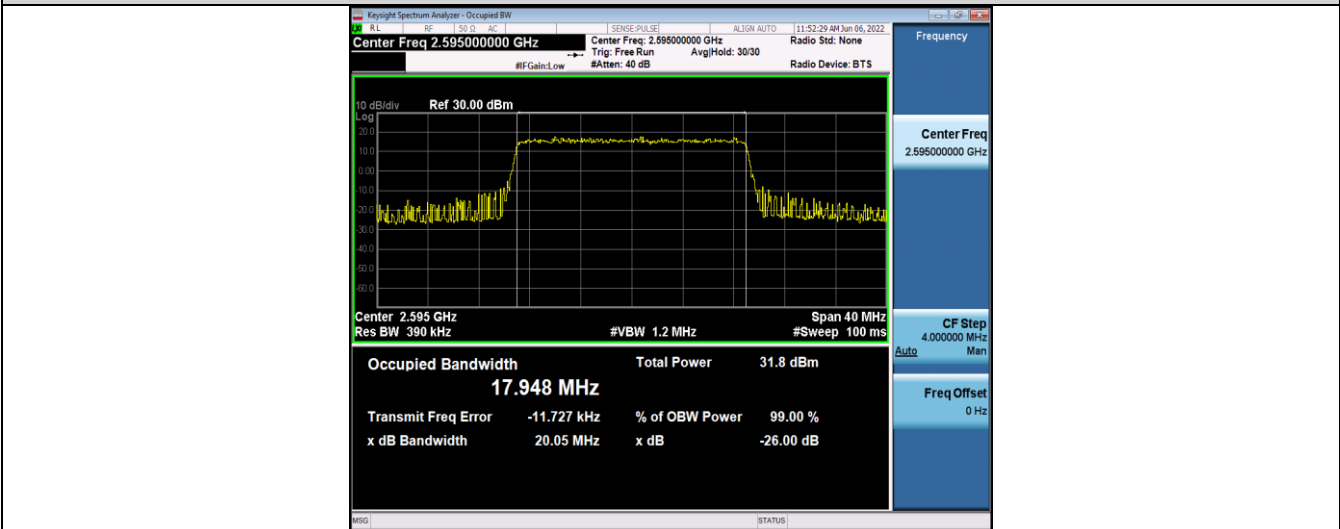 Keysight Spectrum Analyzer - Occupied BW
RL RF 50 Ω AC SENSE:PULSE ALIGN AUTO 11:52:29 AM Jun 06, 2022
Center Freq 2.595000000 GHz
Center Freq: 2.595000000 GHz Radio Std: None
Trig: Free Run Avg|Hold: 30/30
#IFGain:Low #Atten: 40 dB Radio Device: BTS
10 dB/div Ref 30.00 dBm
Log
20.0
10.0
0.00
-10.0
-20.0
-30.0
-40.0
-50.0
-60.0
Center 2.595 GHz Span 40 MHz
Res BW 390 kHz #VBW 1.2 MHz #Sweep 100 ms
Occupied Bandwidth Total Power 31.8 dBm
17.948 MHz
Transmit Freq Error -11.727 kHz % of OBW Power 99.00 %
x dB Bandwidth 20.05 MHz x dB -26.00 dB
MSG STATUS
Frequency
Center Freq
2.595000000 GHz
CF Step
4.000000 MHz
Auto Man
Freq Offset
0 Hz